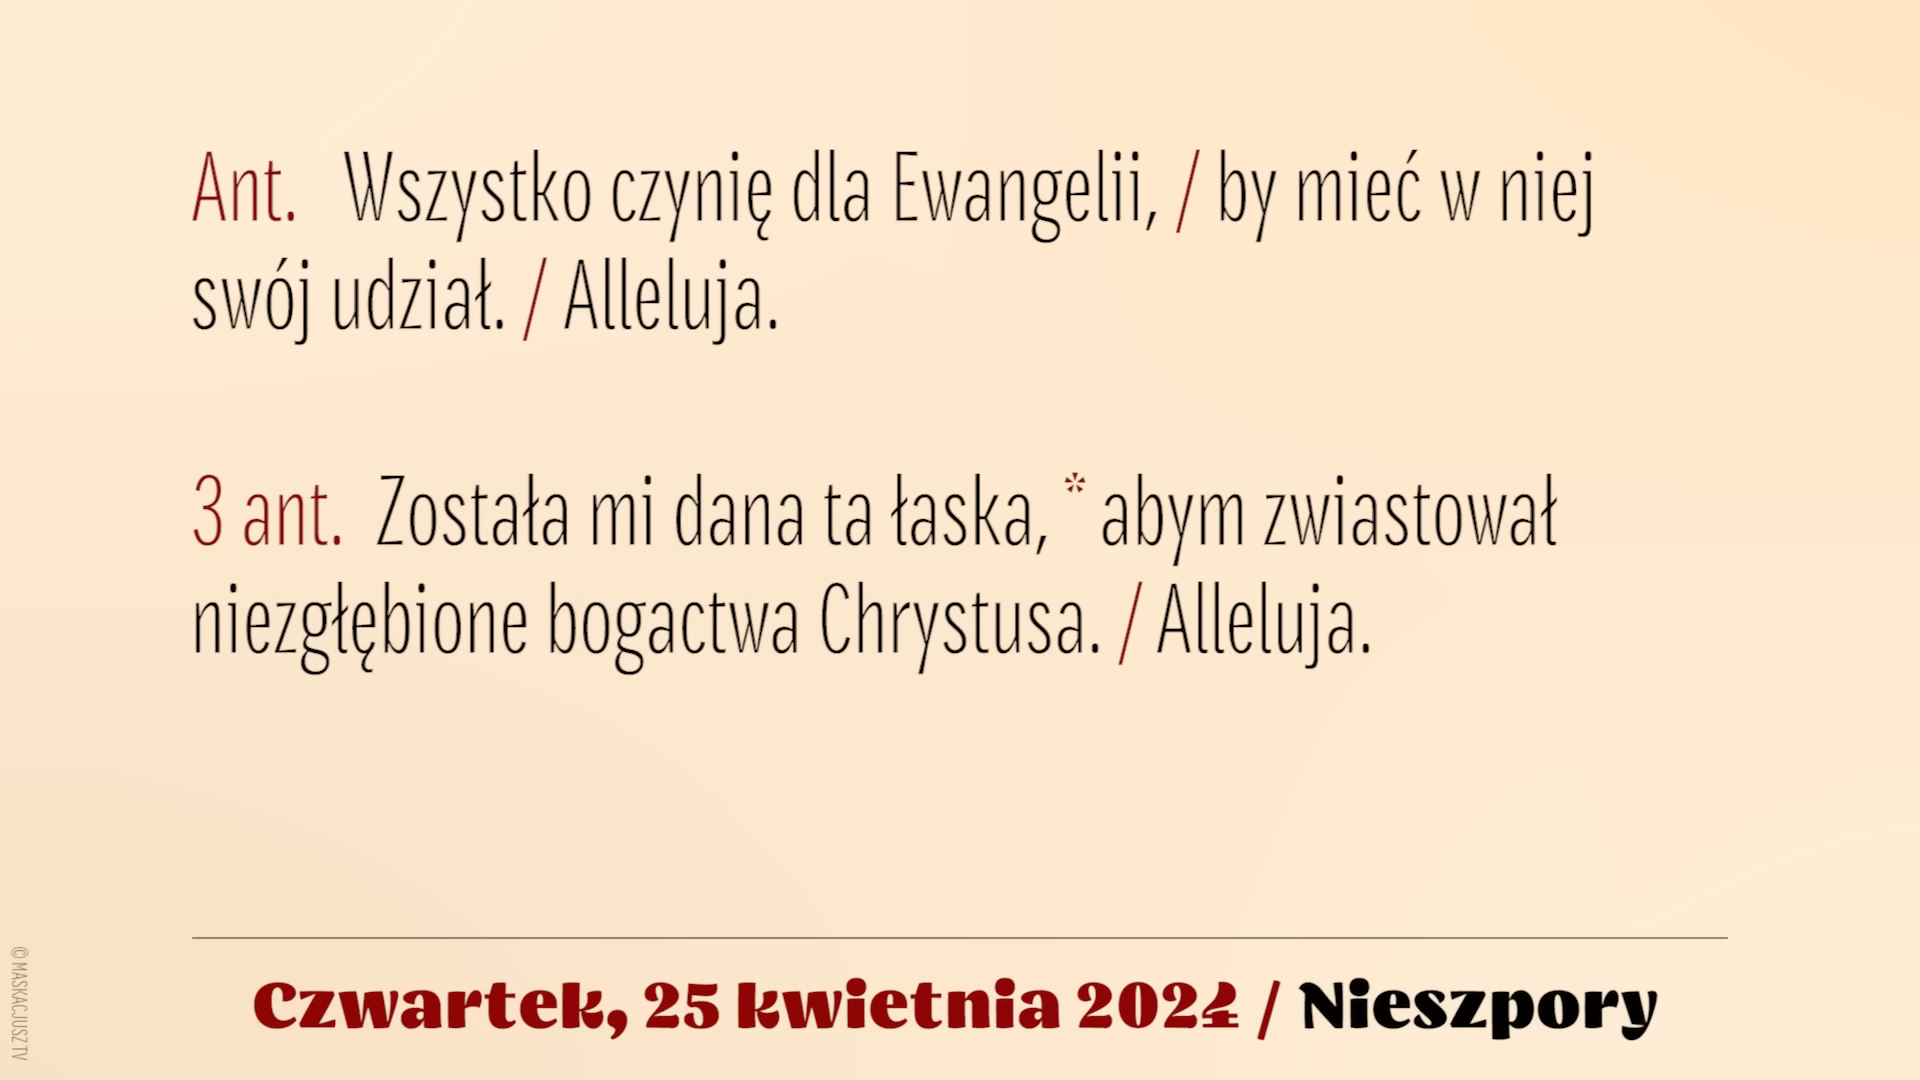 Ant. Wszystko czynię dla Ewangelii, / by mieć w niej
swój udział. / Alleluja.
3 ant. Została mi dana ta łaska, * abym zwiastował
niezgłębione bogactwa Chrystusa. / Alleluja.
Czwartek, 25 kwietnia 2024 / Nieszpory
© MASKACJUSZ TV